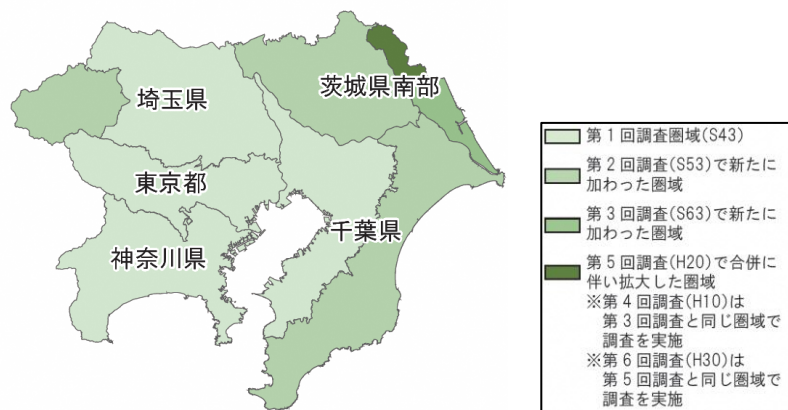 埼玉県
茨城県南部
東京都
千葉県
神奈川県
第1回調査圏域(S43)
第2回調査(S53)で新たに
加わった圏域
第3回調査(S63)で新たに
加わった圏域
第5回調査(H20)で合併に
伴い拡大した圏域
※第4回調査(H10)は
第3回調査と同じ圏域で
調査を実施
※第6回調査(H30)は
第5回調査と同じ圏域で
調査を実施